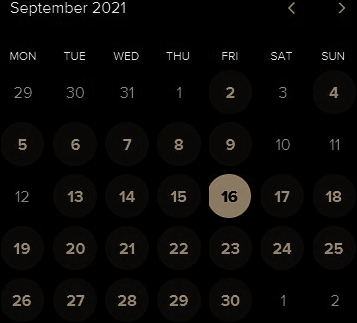 September 2021
MON TUE WED THU FRI SAT SUN
29 30 31 1 2 3 4
5 6 7 8 9 10 11
12 13 14 15 16 17 18
19 20 21 22 23 24 25
26 27 28 29 30 1 2